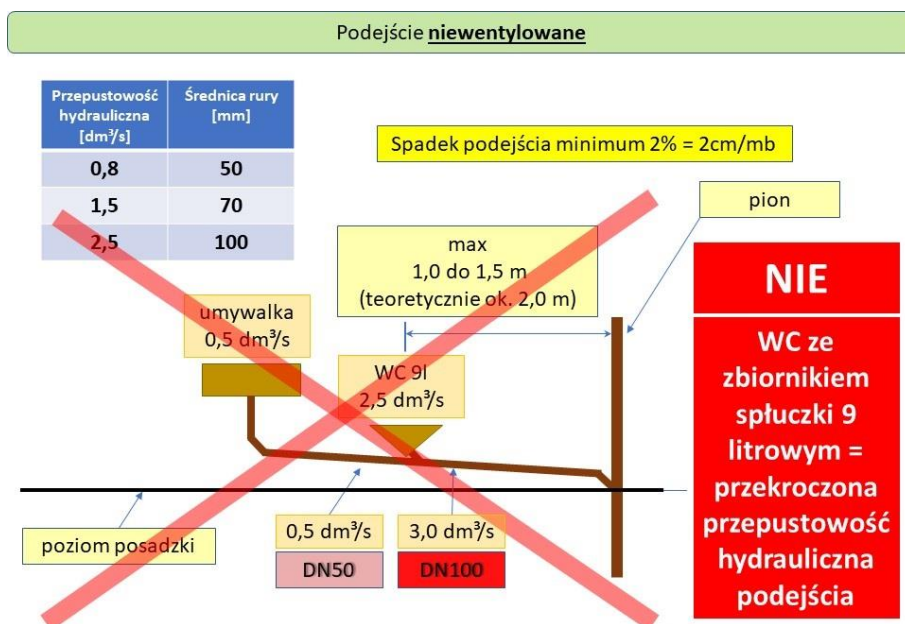 Podejście niewentylowane
Przepustowość
hydrauliczna
[dm³/s]
Średnica rury
[mm]
0,8 50
1,5 70
2,5 100
Spadek podejścia minimum 2% = 2cm/mb
pion
max
1,0 do 1,5 m
(teoretycznie ok. 2,0 m)
umywalka
0,5 dm³/s
WC 9l
2,5 dm³/s
NIE
WC ze
zbiornikiem
spłuczki 9
litrowym =
przekroczona
przepustowość
hydrauliczna
podejścia
poziom posadzki
0,5 dm³/s
DN50
3,0 dm³/s
DN100